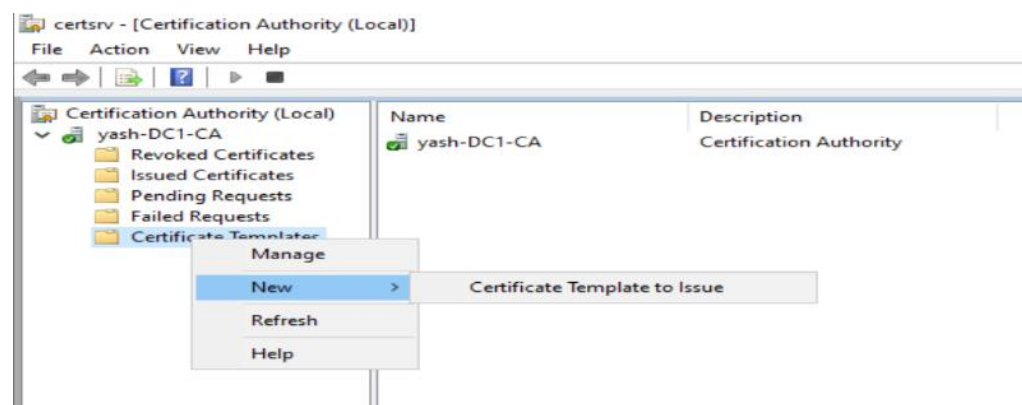 certsrv - [Certification Authority (Local)]
File Action View Help
Certification Authority (Local)
yash-DC1-CA
Revoked Certificates
Issued Certificates
Pending Requests
Failed Requests
Certificate Templates
Name Description
yash-DC1-CA Certification Authority
Manage
New > Certificate Template to Issue
Refresh
Help